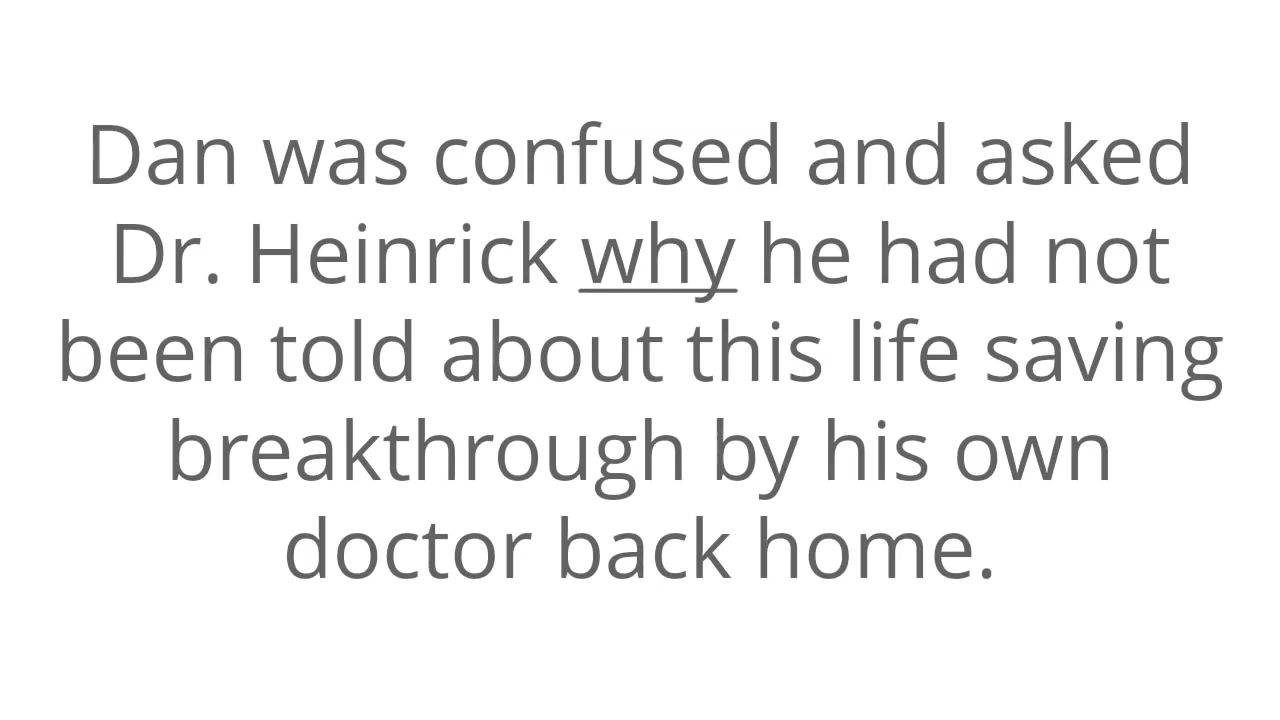 Dan was confused and asked
Dr. Heinrick why he had not
been told about this life saving
breakthrough by his own
doctor back home.